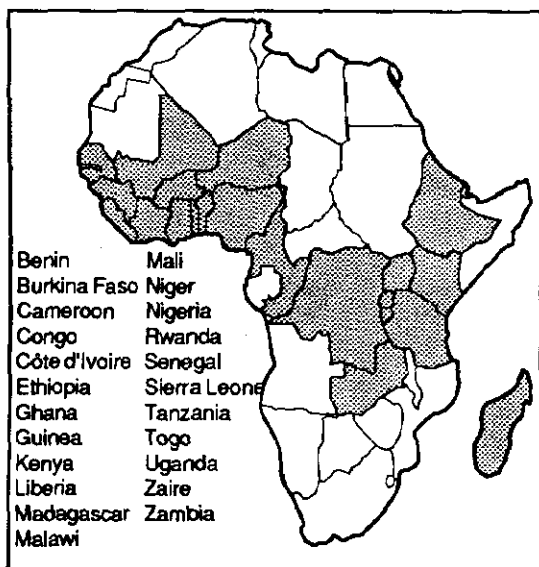 Benin Mali
Burkina Faso Niger
Cameroon Nigeria
Congo Rwanda
Côte d'Ivoire Senegal
Ethiopia Sierra Leone
Ghana Tanzania
Guinea Togo
Kenya Uganda
Liberia Zaire
Madagascar Zambia
Malawi